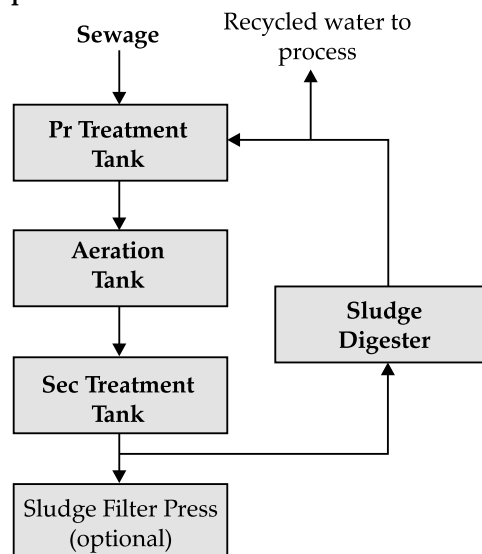 Sewage
Recycled water to
process
Pr Treatment
Tank
Aeration
Tank
Sludge
Digester
Sec Treatment
Tank
Sludge Filter Press
(optional)